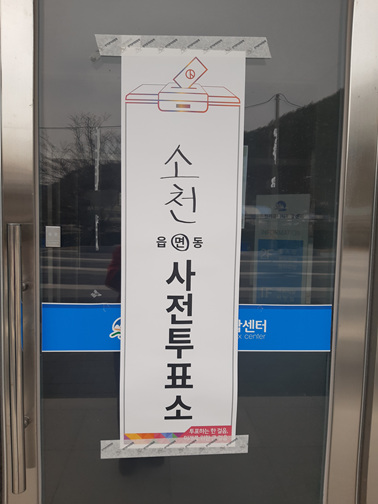 소천
읍 면 동
사전투표소
투표하는 한 걸음,
센터
center